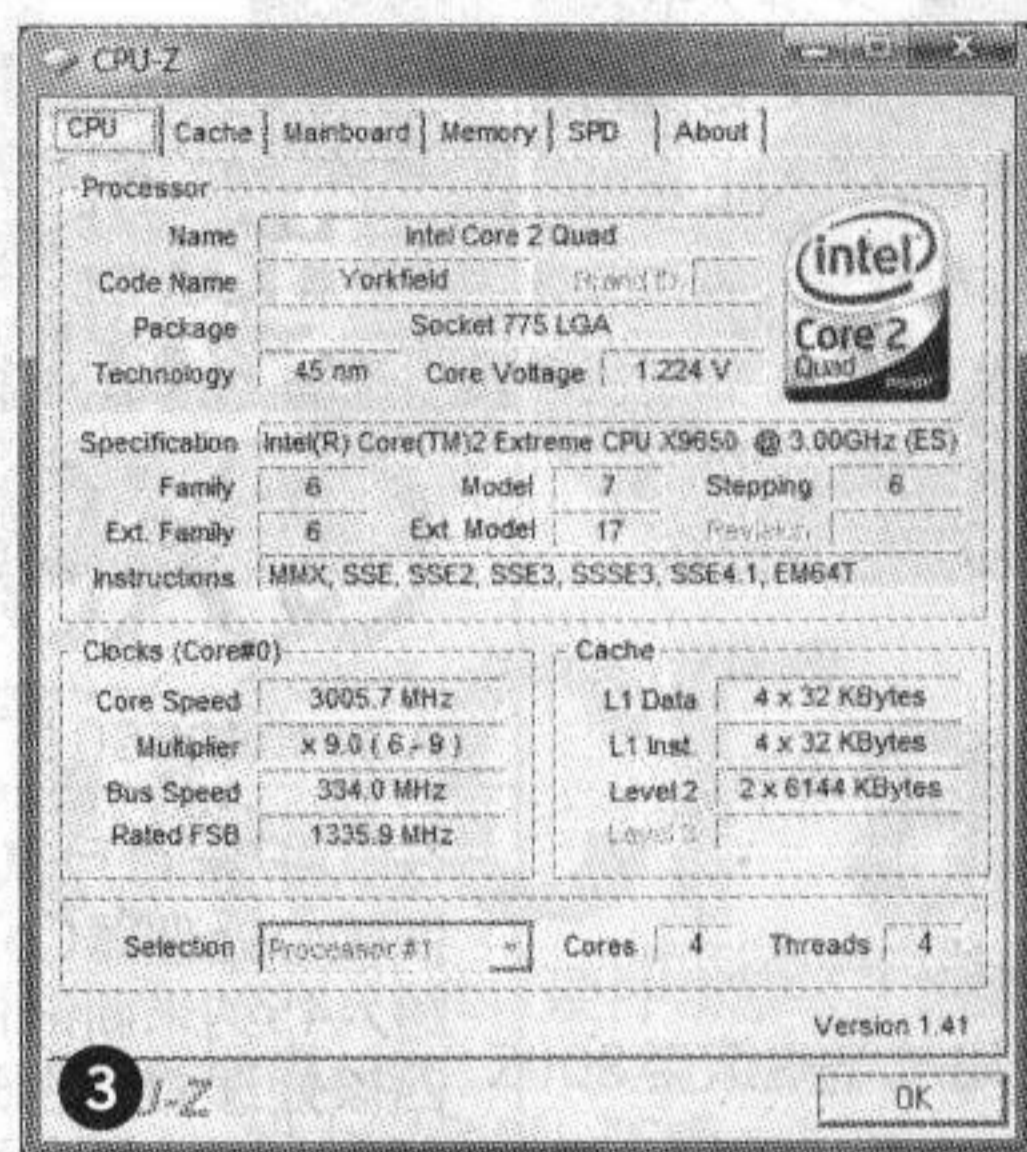 CPU-Z
CPU Cache Mainboard Memory SPD About
Processor
Name Intel Core 2 Quad
Code Name Yorkfield Brand ID
Package Socket 775 LGA
Technology 45 nm Core Voltage 1.224 V
intel
Core 2
Quad
Specification Intel(R) Core(TM)2 Extreme CPU X9650 @ 3.00GHz (ES)
Family 6 Model 7 Stepping 6
Ext. Family 6 Ext. Model 17 Revision
Instructions MMX, SSE, SSE2, SSE3, SSSE3, SSE4.1, EM64T
Clocks (Core#0)
Core Speed 3005.7 MHz
Multiplier x 9.0 ( 6 - 9 )
Bus Speed 334.0 MHz
Rated FSB 1335.9 MHz
Cache
L1 Data 4 x 32 KBytes
L1 Inst. 4 x 32 KBytes
Level 2 2 x 6144 KBytes
Level 3
Selection Processor #1 Cores 4 Threads 4
Version 1.41
3 U-Z
OK